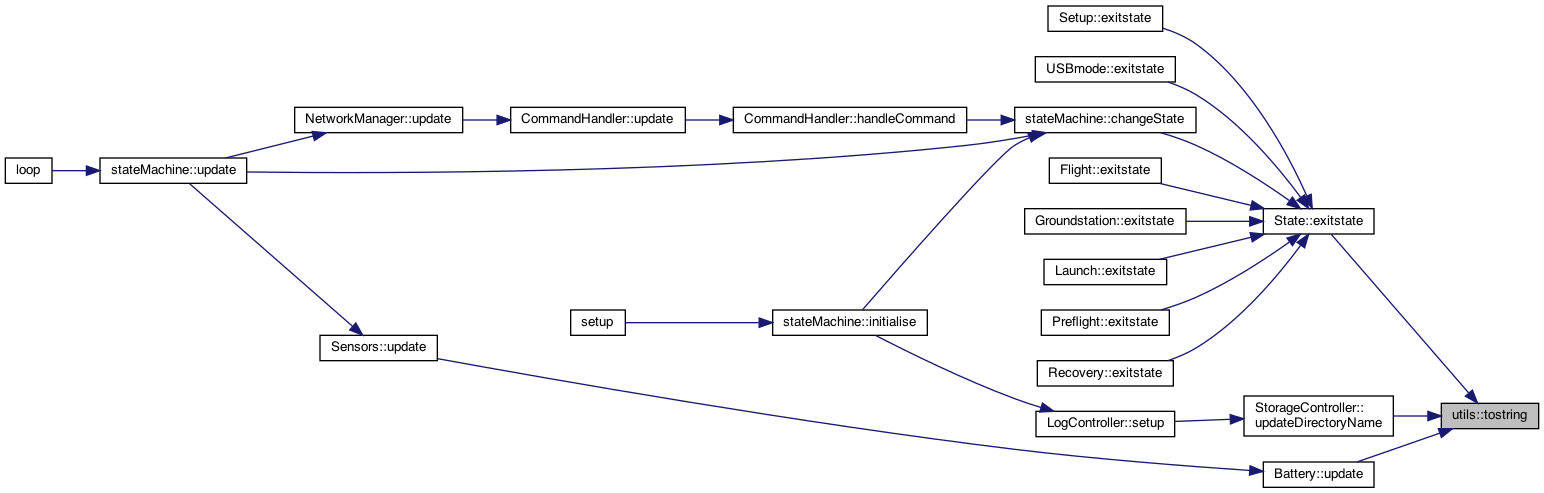 Setup::exitstate
USBmode::exitstate
NetworkManager::update
CommandHandler::update
CommandHandler::handleCommand
stateMachine::changeState
loop
stateMachine::update
Flight::exitstate
Groundstation::exitstate
State::exitstate
Launch::exitstate
setup
stateMachine::initialise
Preflight::exitstate
Sensors::update
Recovery::exitstate
LogController::setup
StorageController::
updateDirectoryName
utils::tostring
Battery::update